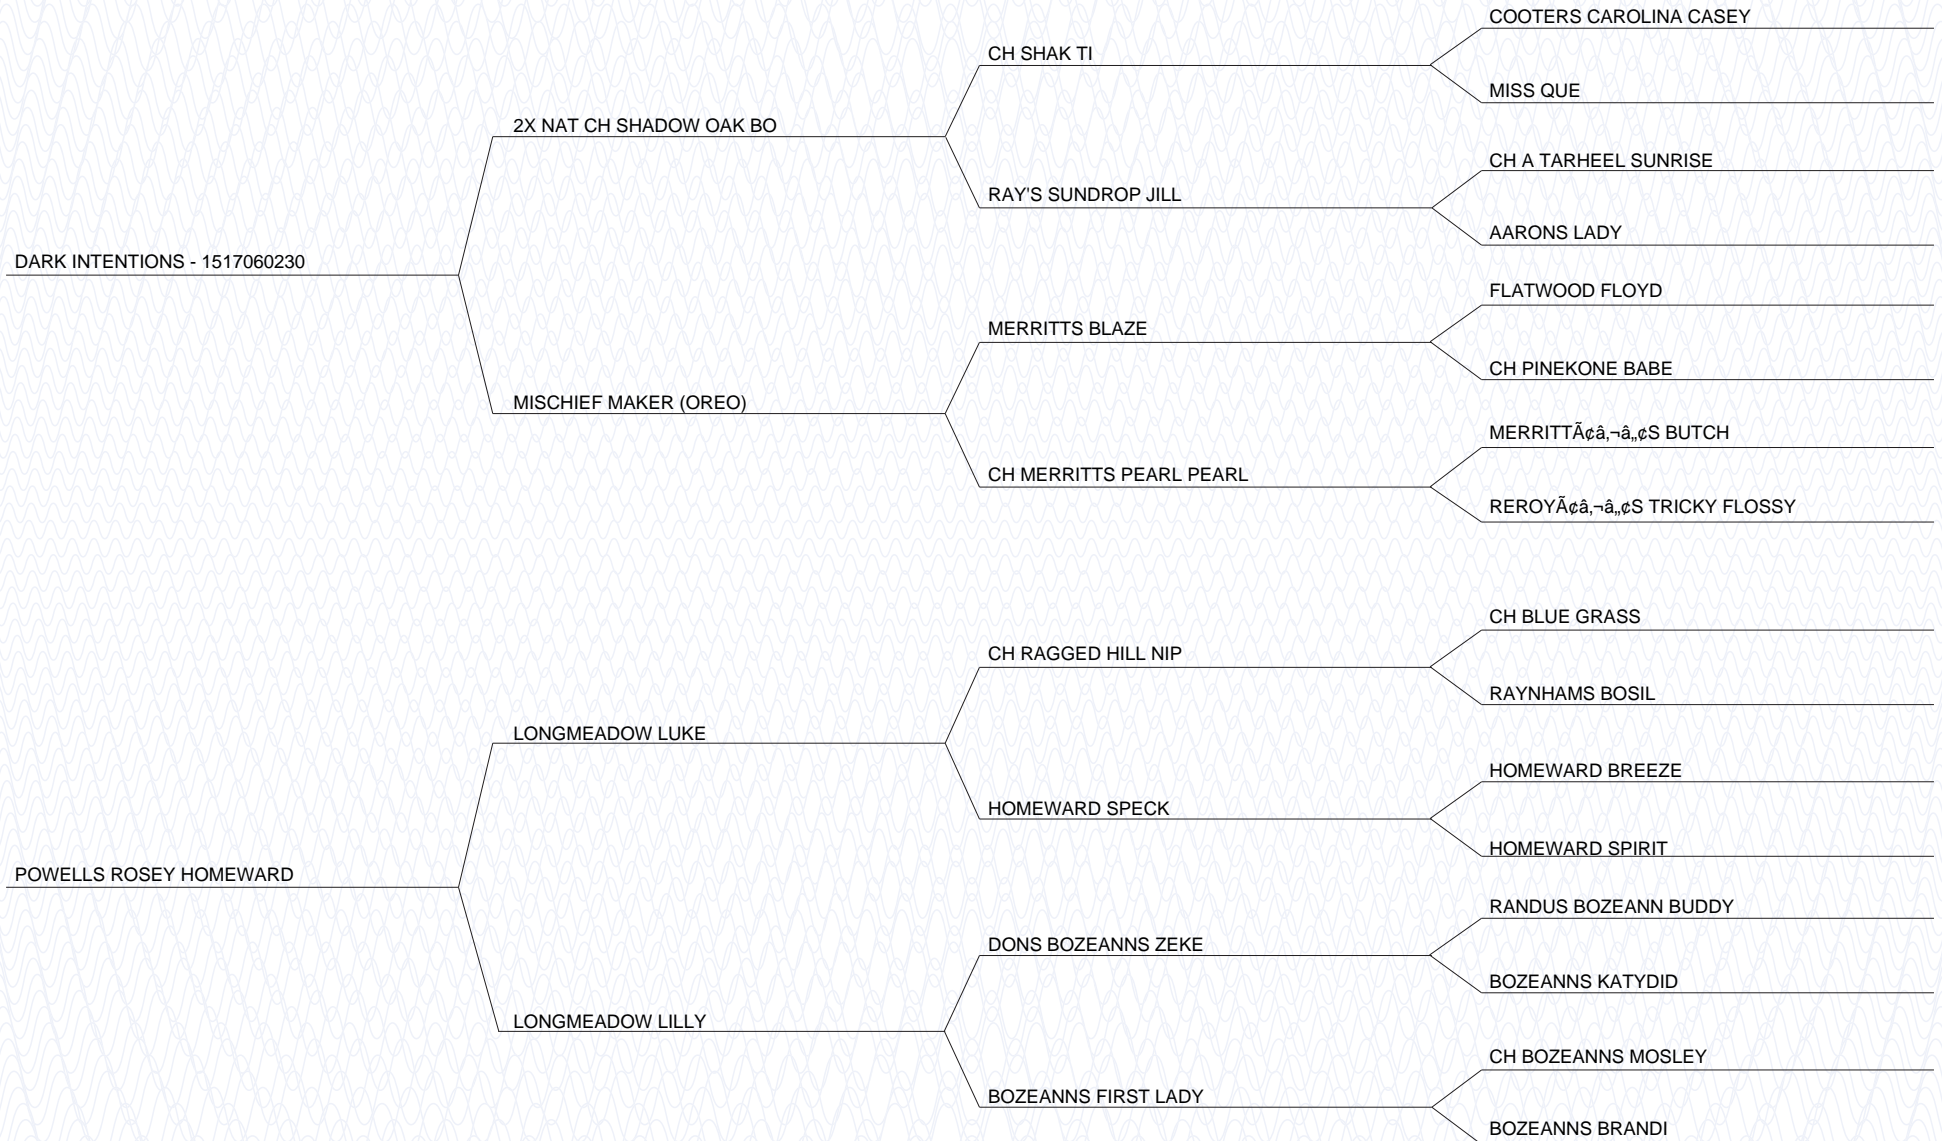 COOTERS CAROLINA CASEY
CH SHAK TI
MISS QUE
2X NAT CH SHADOW OAK BO
CH A TARHEEL SUNRISE
RAY'S SUNDROP JILL
AARONS LADY
DARK INTENTIONS - 1517060230
FLATWOOD FLOYD
MERRITTS BLAZE
CH PINEKONE BABE
MISCHIEF MAKER (OREO)
MERRITTÃ¢â‚¬â„¢S BUTCH
CH MERRITTS PEARL PEARL
REROYÃ¢â‚¬â„¢S TRICKY FLOSSY
CH BLUE GRASS
CH RAGGED HILL NIP
RAYNHAMS BOSIL
LONGMEADOW LUKE
HOMEWARD BREEZE
HOMEWARD SPECK
HOMEWARD SPIRIT
POWELLS ROSEY HOMEWARD
RANDUS BOZEANN BUDDY
DONS BOZEANNS ZEKE
BOZEANNS KATYDID
LONGMEADOW LILLY
CH BOZEANNS MOSLEY
BOZEANNS FIRST LADY
BOZEANNS BRANDI